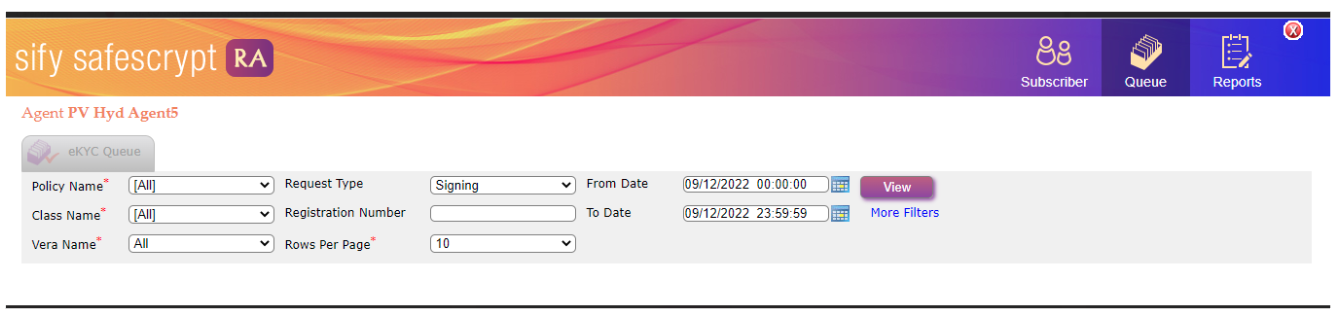 sify safescrypt RA
Subscriber Queue Reports
Agent PV Hyd Agent5
eKYC Queue
Policy Name* [All] Request Type Signing From Date 09/12/2022 00:00:00 View
Class Name* [All] Registration Number To Date 09/12/2022 23:59:59 More Filters
Vera Name* All Rows Per Page* 10